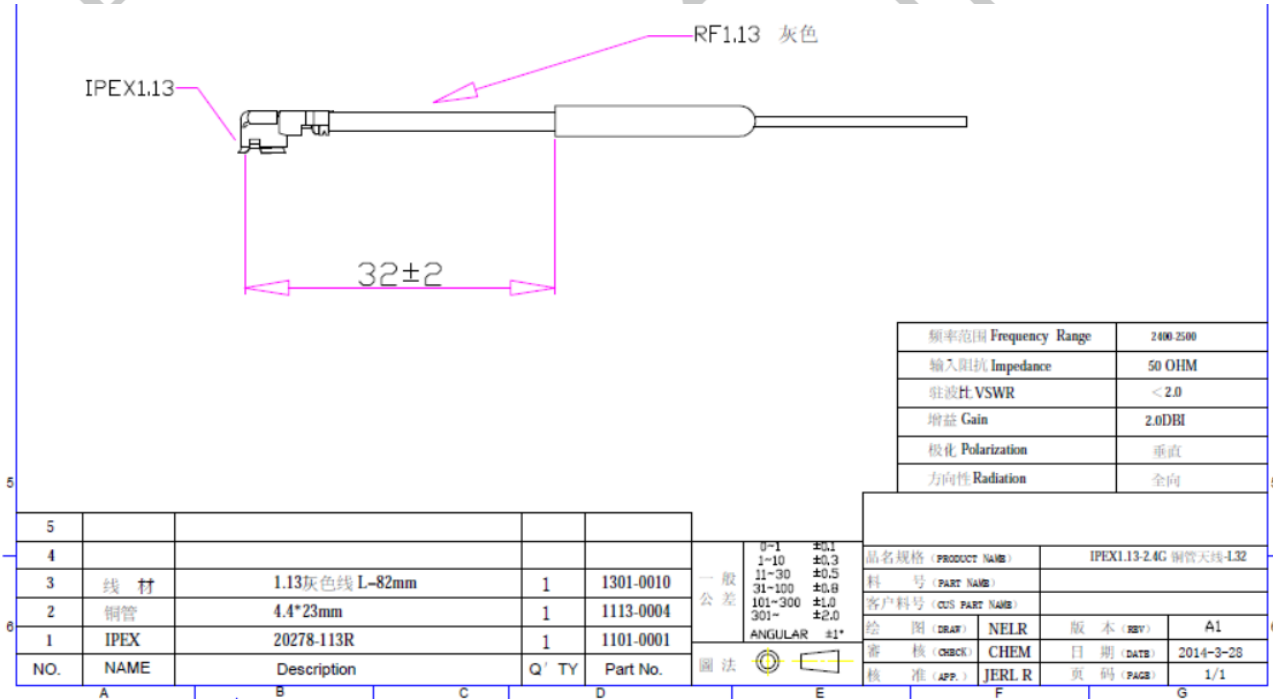 RF1.13 灰色
IPEX1.13
32±2
频率范围 Frequency Range 2400-2500
输入阻抗 Impedance 50 OHM
驻波比 VSWR <2.0
增益 Gain 2.0DBI
极化 Polarization 垂直
方向性 Radiation 全向
5
5
4
3 线 材 1.13灰色线 L-82mm 1 1301-0010
2 铜管 4.4*23mm 1 1113-0004
1 IPEX 20278-113R 1 1101-0001
NO. NAME Description Q' TY Part No.
6
一般公差
0~1 ±0.1
1~10 ±0.3
11~30 ±0.5
31~100 ±0.8
101~300 ±1.0
301~ ±2.0
ANGULAR ±1°
圖 法
品名规格 (PRODUCT NAME) IPEX1.13-2.4G 铜管天线-L32
料 号 (PART NAME)
客户料号 (CUS PART NAME)
绘 图 (DRAW) NELR 版 本 (REV) A1
审 核 (CHECK) CHEM 日 期 (DATE) 2014-3-28
核 准 (APP.) JERL R 页 码 (PAGE) 1/1
A B C D E F G